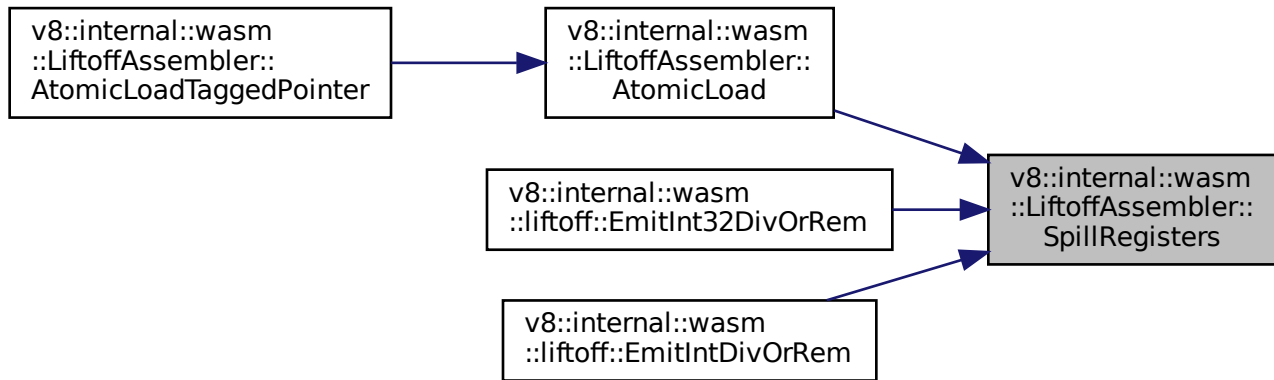 v8::internal::wasm
::LiftoffAssembler::
AtomicLoadTaggedPointer
v8::internal::wasm
::LiftoffAssembler::
AtomicLoad
v8::internal::wasm
::liftoff::EmitInt32DivOrRem
v8::internal::wasm
::liftoff::EmitIntDivOrRem
v8::internal::wasm
::LiftoffAssembler::
SpillRegisters